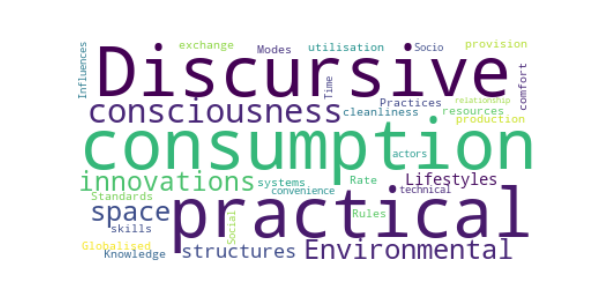 exchange Modes utilisation Socio provision
Influences Discursive Time comfort
consciousness Practices relationship
cleanliness resources
production
consumption
actors
innovations systems Rate Lifestyles
convenience technical
Standards practical
space Social Rules
skills
Globalised structures Environmental
Knowledge